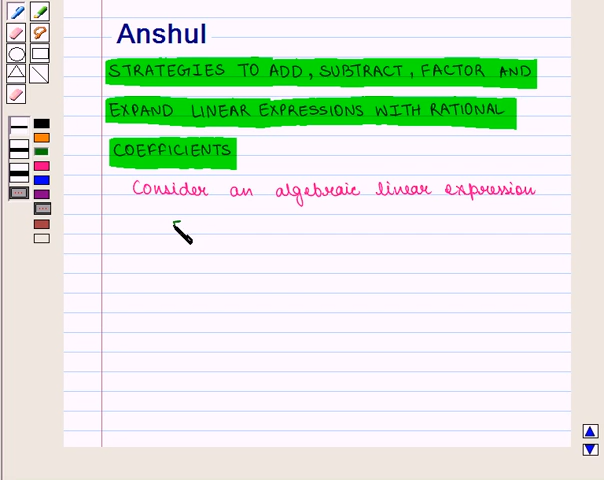 Anshul
STRATEGIES TO ADD, SUBTRACT, FACTOR AND
EXPAND LINEAR EXPRESSIONS WITH RATIONAL
COEFFICIENTS
Consider an algebraic linear expression